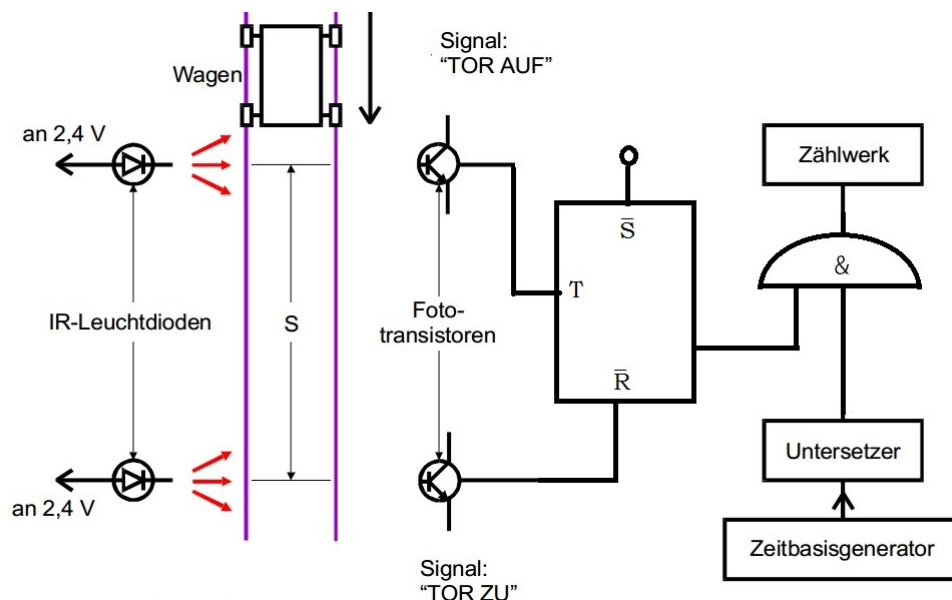 Signal:
“TOR AUF”
Wagen
an 2,4 V
Zählwerk
S̅
&
T
IR-Leuchtdioden
S
Foto-
transistoren
R̅
Untersetzer
an 2,4 V
Zeitbasisgenerator
Signal:
“TOR ZU”